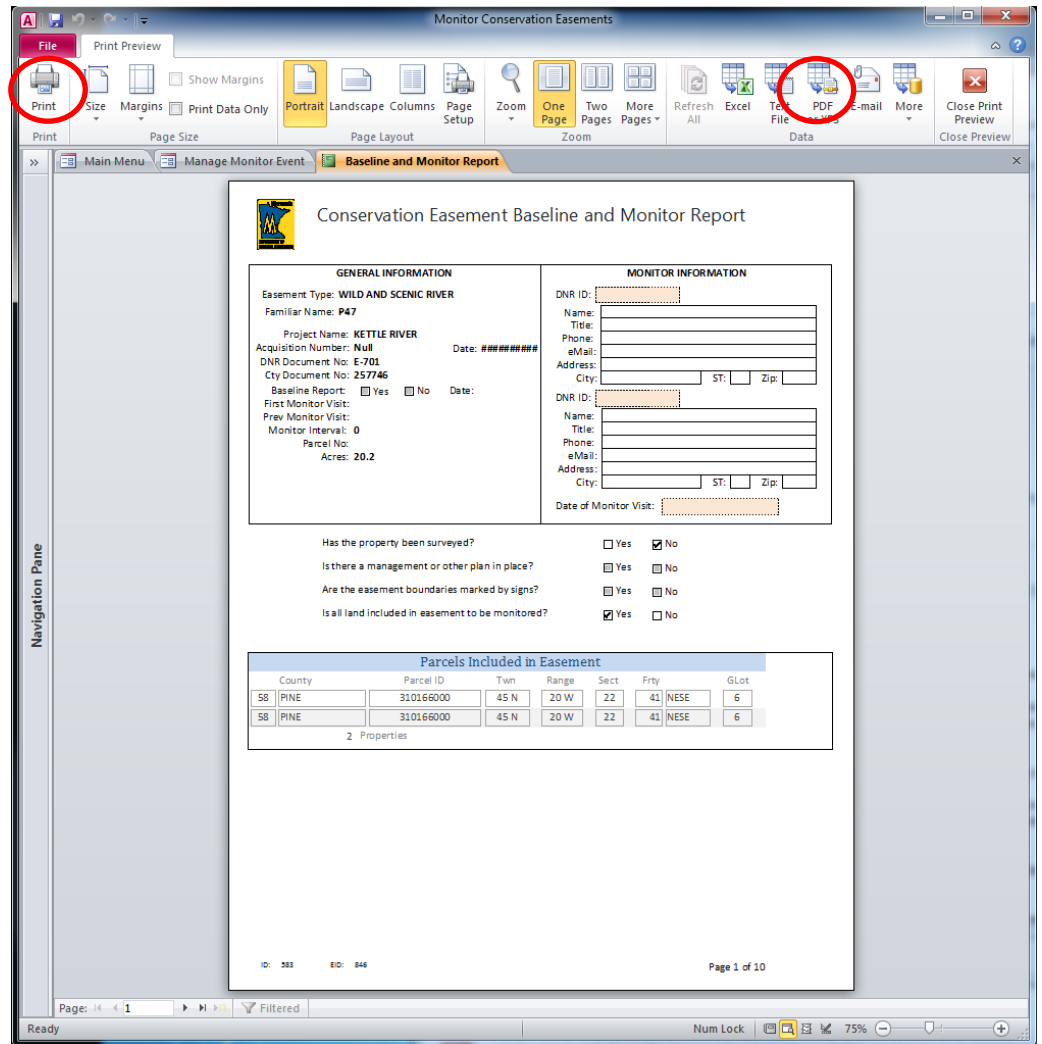 Monitor Conservation Easements
File Print Preview
Print Size Margins Show Margins Print Data Only Portrait Landscape Columns Page Setup Zoom One Page Two Pages More Pages Refresh All Excel Text File PDF or XPS E-mail More Close Print Preview
Print Page Size Page Layout Zoom Data Close Preview
» Main Menu Manage Monitor Event Baseline and Monitor Report
Navigation Pane
Conservation Easement Baseline and Monitor Report
GENERAL INFORMATION
Easement Type: WILD AND SCENIC RIVER
Familiar Name: P47
Project Name: KETTLE RIVER
Acquisition Number: Null Date: ##########
DNR Document No: E-701
Cty Document No: 257746
Baseline Report: Yes No Date:
First Monitor Visit:
Prev Monitor Visit:
Monitor Interval: 0
Parcel No:
Acres: 20.2
MONITOR INFORMATION
DNR ID:
Name:
Title:
Phone:
eMail:
Address:
City: ST: Zip:
DNR ID:
Name:
Title:
Phone:
eMail:
Address:
City: ST: Zip:
Date of Monitor Visit:
Has the property been surveyed? Yes No
Is there a management or other plan in place? Yes No
Are the easement boundaries marked by signs? Yes No
Is all land included in easement to be monitored? Yes No
Parcels Included in Easement
County Parcel ID Twn Range Sect Frty GLot
58 PINE 310166000 45 N 20 W 22 41 NESE 6
58 PINE 310166000 45 N 20 W 22 41 NESE 6
2 Properties
ID: 583 EID: 846 Page 1 of 10
Page: 1 Filtered
Ready Num Lock 75%